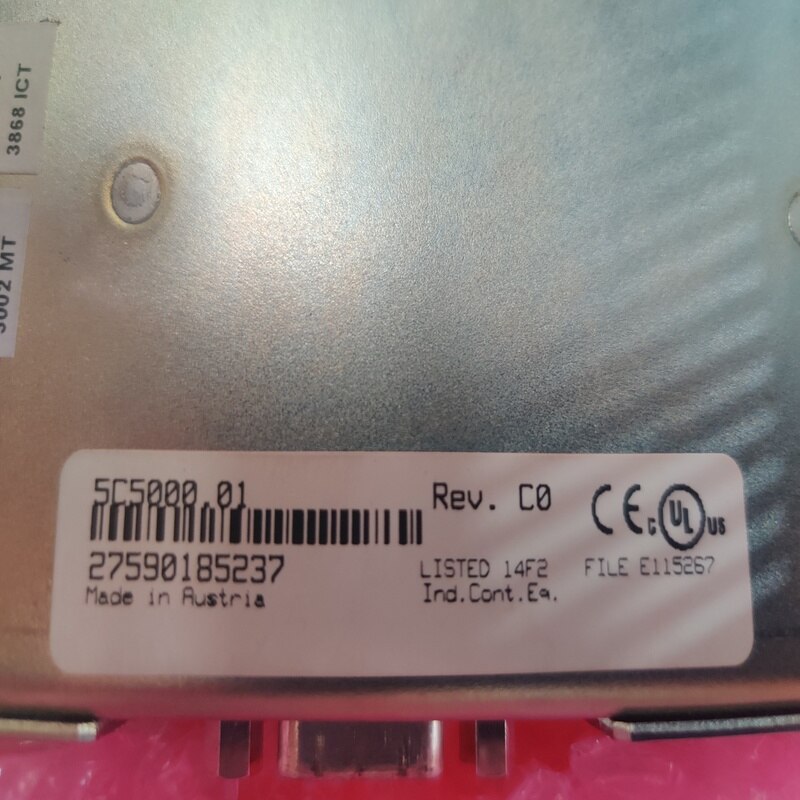 3868 ICT
3002 MT
5C5000.01
Rev. C0
CE
c UL us
27590185237
LISTED 14F2
FILE E115267
Made in Austria
Ind.Cont.Eq.